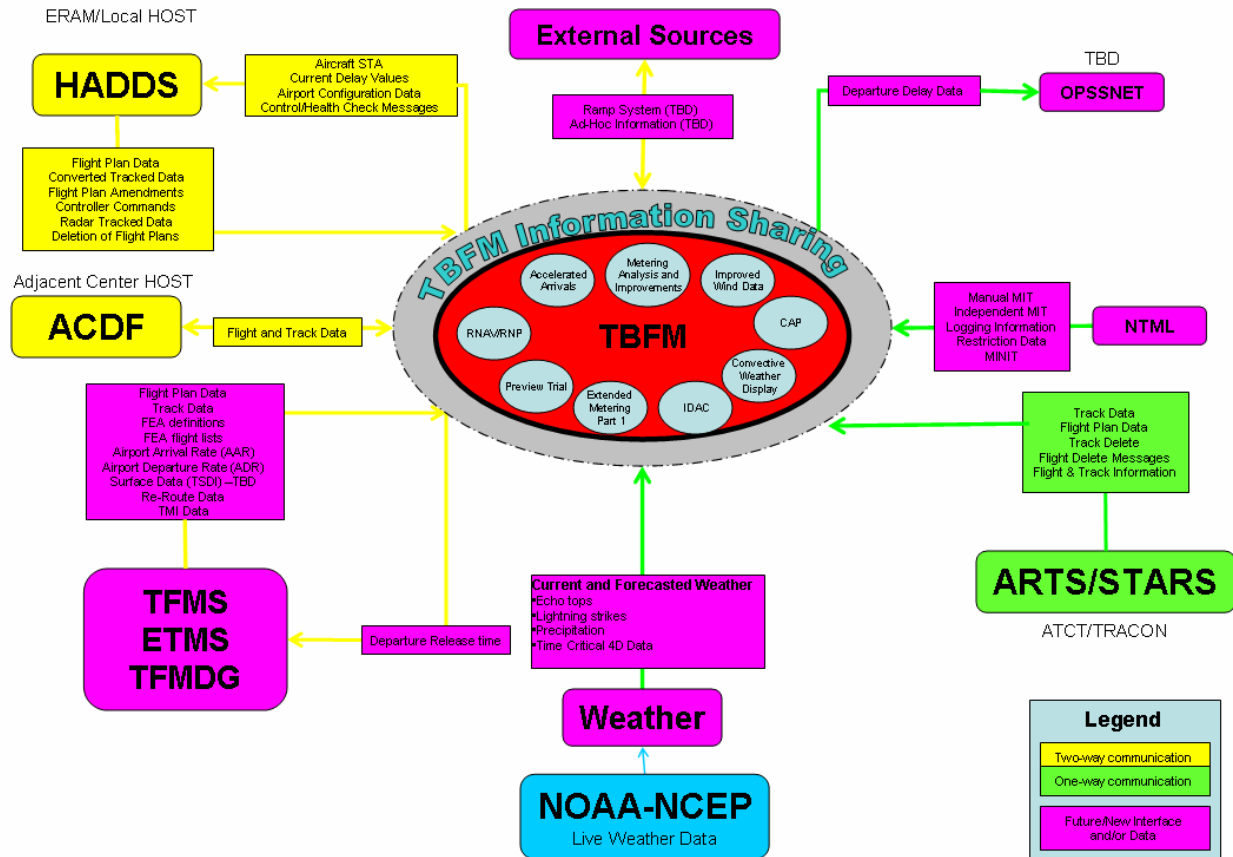 ERAM/Local HOST
HADDS
Aircraft STA
Current Delay Values
Airport Configuration Data
Control/Health Check Messages
External Sources
Ramp System (TBD)
Ad-Hoc Information (TBD)
TBD
Departure Delay Data
OPSSNET
Flight Plan Data
Converted Tracked Data
Flight Plan Amendments
Controller Commands
Radar Tracked Data
Deletion of Flight Plans
TBFM Information Sharing
Accelerated
Arrivals
Metering
Analysis and
Improvements
Improved
Wind Data
RNAV/RNP
TBFM
CAP
Preview Trial
Extended
Metering
Part 1
IDAC
Convective
Weather
Display
Adjacent Center HOST
ACDF
Flight and Track Data
Manual MIT
Independent MIT
Logging Information
Restriction Data
MINIT
NTML
Flight Plan Data
Track Data
FEA definitions
FEA flight lists
Airport Arrival Rate (AAR)
Airport Departure Rate (ADR)
Surface Data (TSDI) --TBD
Re-Route Data
TMI Data
Track Data
Flight Plan Data
Track Delete
Flight Delete Messages
Flight & Track Information
TFMS
ETMS
TFMDG
Departure Release time
Current and Forecasted Weather
▪Echo tops
▪Lightning strikes
▪Precipitation
▪Time Critical 4D Data
ARTS/STARS
ATCT/TRACON
Weather
NOAA-NCEP
Live Weather Data
Legend
Two-way communication
One-way communication
Future/New Interface
and/or Data